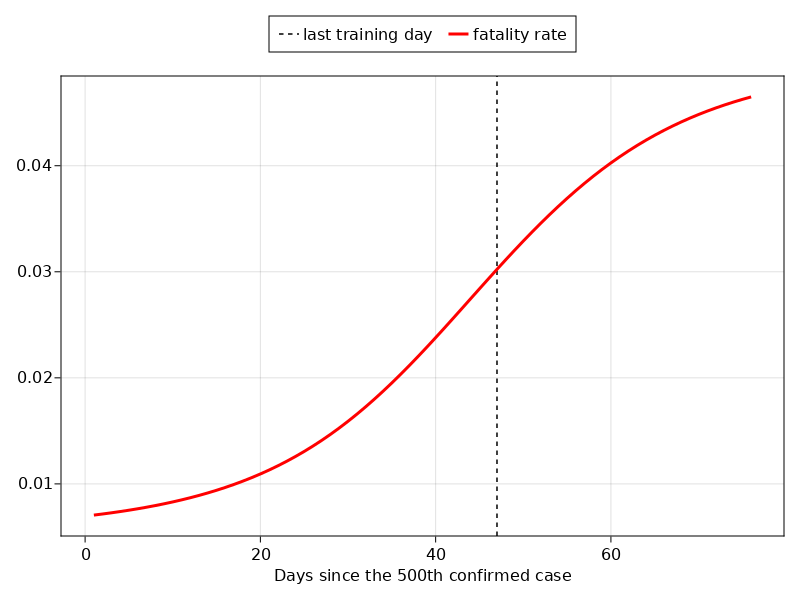 last training day fatality rate
0.04
0.03
0.02
0.01
0 20 40 60
Days since the 500th confirmed case